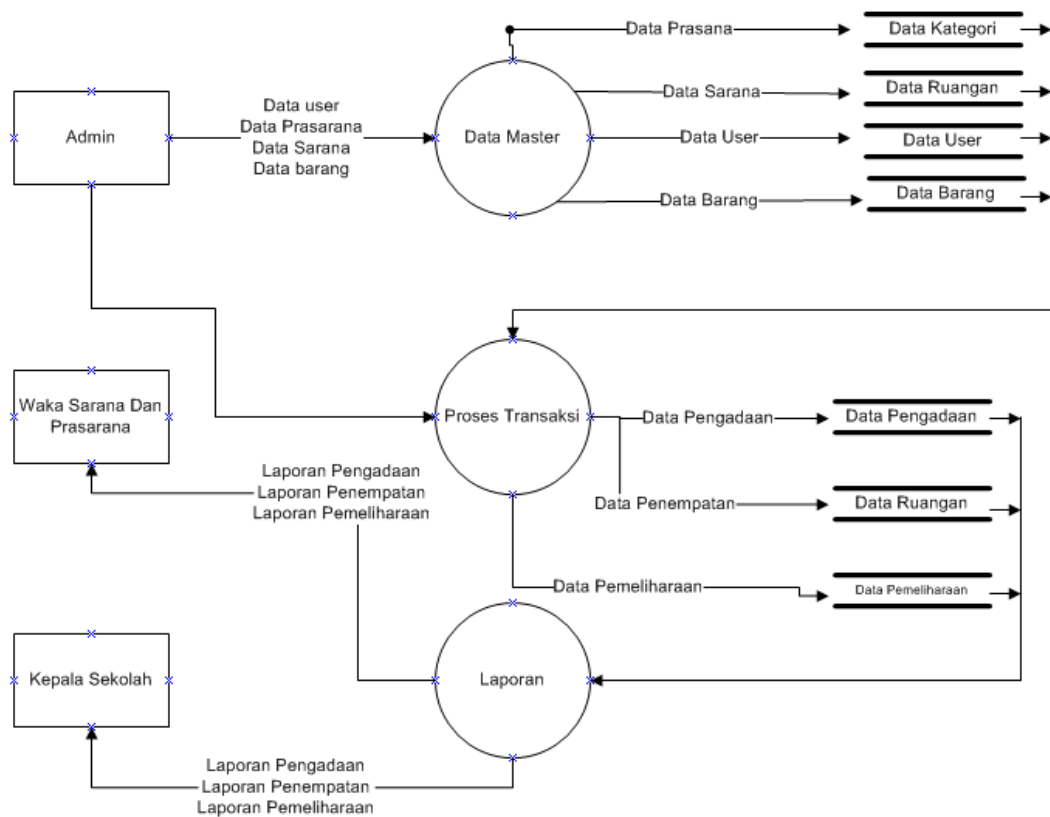 Data Prasana
Data Kategori
Data Sarana
Data Ruangan
Admin
Data user
Data Prasarana
Data Sarana
Data barang
Data Master
Data User
Data User
Data Barang
Data Barang
Waka Sarana Dan
Prasarana
Proses Transaksi
Data Pengadaan
Data Pengadaan
Laporan Pengadaan
Laporan Penempatan
Laporan Pemeliharaan
Data Penempatan
Data Ruangan
Data Pemeliharaan
Data Pemeliharaan
Kepala Sekolah
Laporan
Laporan Pengadaan
Laporan Penempatan
Laporan Pemeliharaan